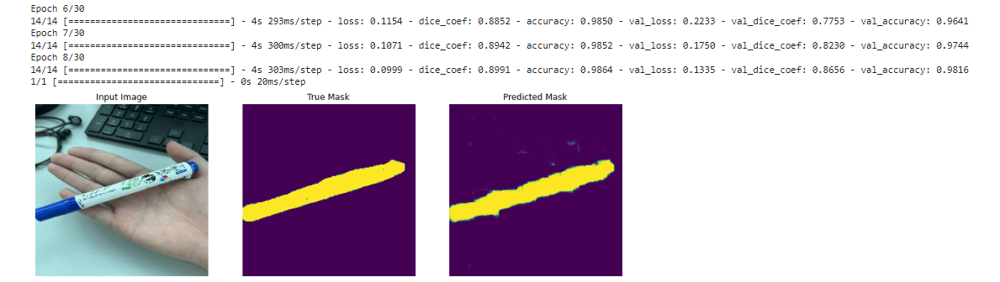 Epoch 6/30
14/14 [==============================] - 4s 293ms/step - loss: 0.1154 - dice_coef: 0.8852 - accuracy: 0.9850 - val_loss: 0.2233 - val_dice_coef: 0.7753 - val_accuracy: 0.9641
Epoch 7/30
14/14 [==============================] - 4s 300ms/step - loss: 0.1071 - dice_coef: 0.8942 - accuracy: 0.9852 - val_loss: 0.1750 - val_dice_coef: 0.8230 - val_accuracy: 0.9744
Epoch 8/30
14/14 [==============================] - 4s 303ms/step - loss: 0.0999 - dice_coef: 0.8991 - accuracy: 0.9864 - val_loss: 0.1335 - val_dice_coef: 0.8656 - val_accuracy: 0.9816
1/1 [==============================] - 0s 20ms/step
Input Image
True Mask
Predicted Mask